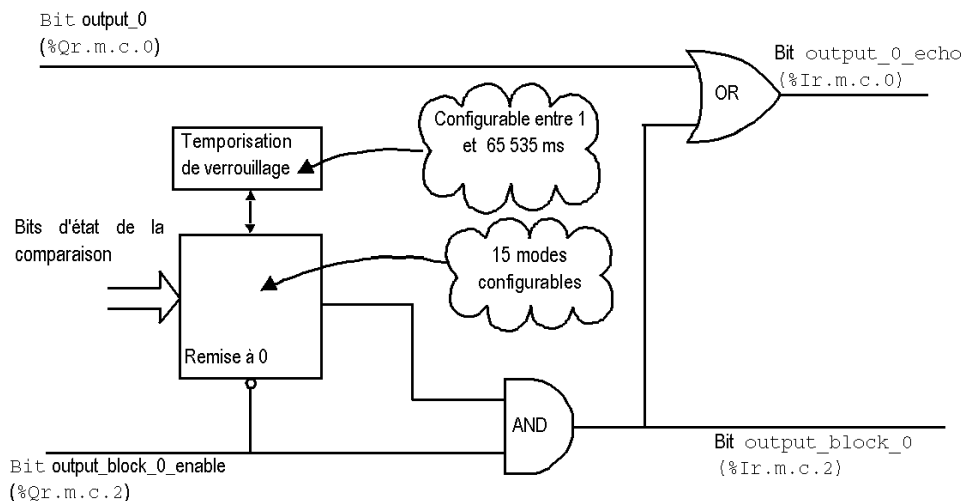 Bit output_0
(%Qr.m.c.0)
Bit output_0_echo
(%Ir.m.c.0)
OR
Temporisation
de verrouillage
Configurable entre 1
et 65 535 ms
Bits d'état de la
comparaison
15 modes
configurables
Remise à 0
AND
Bit output_block_0_enable
(%Qr.m.c.2)
Bit output_block_0
(%Ir.m.c.2)